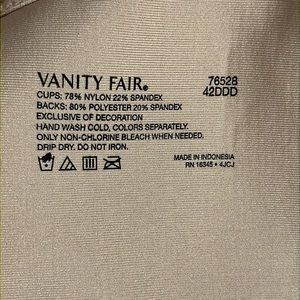 VANITY FAIR® 76528
CUPS: 78% NYLON 22% SPANDEX 42DDD
BACKS: 80% POLYESTER 20% SPANDEX
EXCLUSIVE OF DECORATION
HAND WASH COLD, COLORS SEPARATELY.
ONLY NON-CHLORINE BLEACH WHEN NEEDED.
DRIP DRY. DO NOT IRON.
MADE IN INDONESIA
RN 16345 • 4JCJ